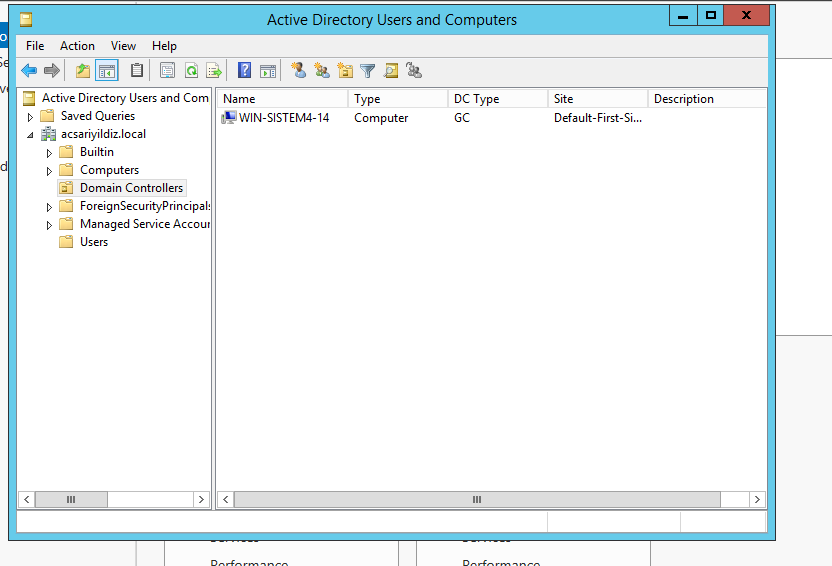 Active Directory Users and Computers
File Action View Help
Active Directory Users and Com
Saved Queries
acsariyildiz.local
Builtin
Computers
Domain Controllers
ForeignSecurityPrincipals
Managed Service Accour
Users
Name Type DC Type Site Description
WIN-SISTEM4-14 Computer GC Default-First-Si...
Performance Performance